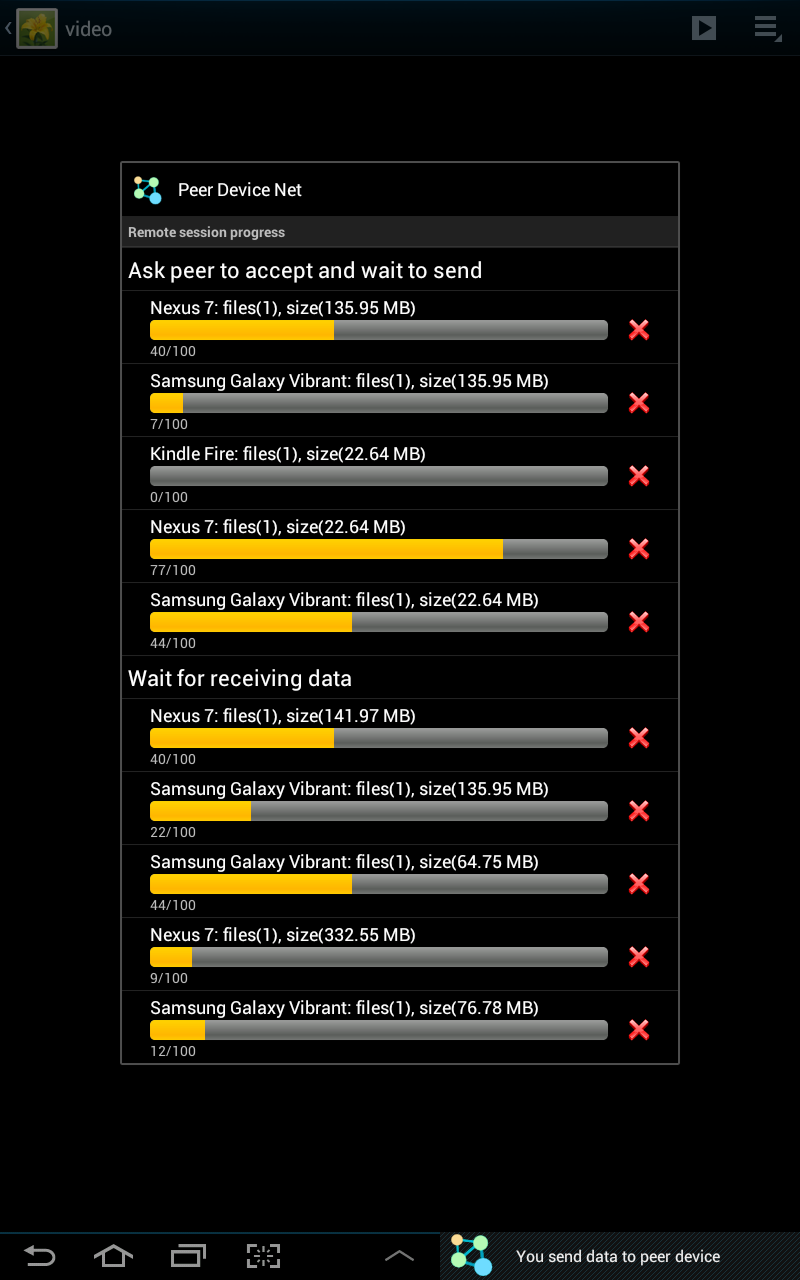 video
Peer Device Net
Remote session progress
Ask peer to accept and wait to send
Nexus 7: files(1), size(135.95 MB)
40/100
Samsung Galaxy Vibrant: files(1), size(135.95 MB)
7/100
Kindle Fire: files(1), size(22.64 MB)
0/100
Nexus 7: files(1), size(22.64 MB)
77/100
Samsung Galaxy Vibrant: files(1), size(22.64 MB)
44/100
Wait for receiving data
Nexus 7: files(1), size(141.97 MB)
40/100
Samsung Galaxy Vibrant: files(1), size(135.95 MB)
22/100
Samsung Galaxy Vibrant: files(1), size(64.75 MB)
44/100
Nexus 7: files(1), size(332.55 MB)
9/100
Samsung Galaxy Vibrant: files(1), size(76.78 MB)
12/100
You send data to peer device